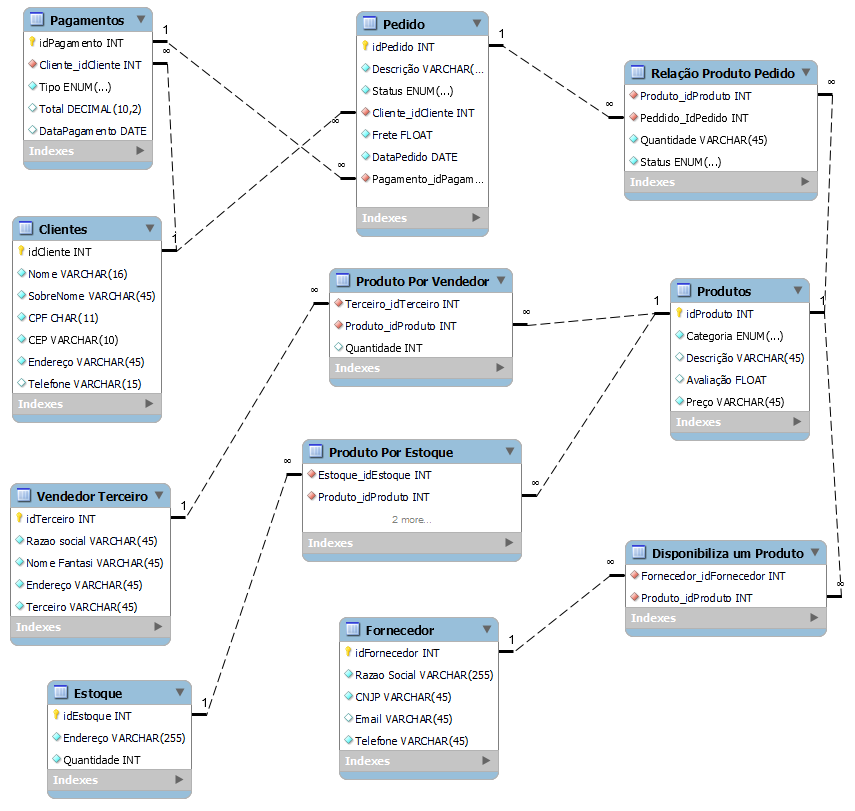 Pagamentos
idPagamento INT
Cliente_idCliente INT
Tipo ENUM(...)
Total DECIMAL(10,2)
DataPagamento DATE
Indexes
1
∞
Pedido
idPedido INT
Descrição VARCHAR(...
Status ENUM(...)
Cliente_idCliente INT
Frete FLOAT
DataPedido DATE
Pagamento_idPagam...
Indexes
1
∞
∞
Relação Produto Pedido
Produto_idProduto INT
Peddido_IdPedido INT
Quantidade VARCHAR(45)
Status ENUM(...)
Indexes
∞
∞
Clientes
idCliente INT
Nome VARCHAR(16)
SobreNome VARCHAR(45)
CPF CHAR(11)
CEP VARCHAR(10)
Endereço VARCHAR(45)
Telefone VARCHAR(15)
Indexes
1
Produto Por Vendedor
Terceiro_idTerceiro INT
Produto_idProduto INT
Quantidade INT
Indexes
∞
∞
Produtos
idProduto INT
Categoria ENUM(...)
Descrição VARCHAR(45)
Avaliação FLOAT
Preço VARCHAR(45)
Indexes
1
1
Produto Por Estoque
Estoque_idEstoque INT
Produto_idProduto INT
2 more...
Indexes
∞
∞
Vendedor Terceiro
idTerceiro INT
Razao social VARCHAR(45)
Nome Fantasi VARCHAR(45)
Endereço VARCHAR(45)
Terceiro VARCHAR(45)
Indexes
1
Disponibiliza um Produto
Fornecedor_idFornecedor INT
Produto_idProduto INT
Indexes
∞
∞
Fornecedor
idFornecedor INT
Razao Social VARCHAR(255)
CNJP VARCHAR(45)
Email VARCHAR(45)
Telefone VARCHAR(45)
Indexes
1
Estoque
idEstoque INT
Endereço VARCHAR(255)
Quantidade INT
Indexes
1